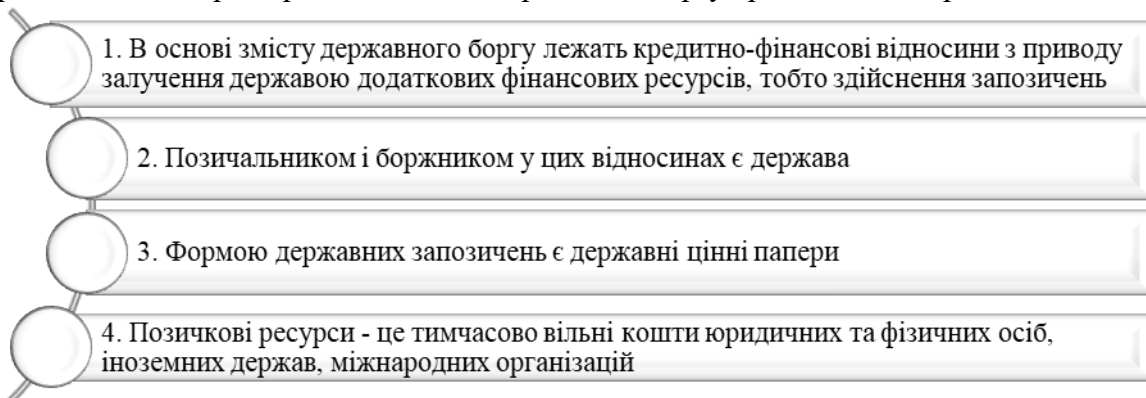 1. В основі змісту державного боргу лежать кредитно-фінансові відносини з приводу
залучення державою додаткових фінансових ресурсів, тобто здійснення запозичень
2. Позичальником і боржником у цих відносинах є держава
3. Формою державних запозичень є державні цінні папери
4. Позичкові ресурси - це тимчасово вільні кошти юридичних та фізичних осіб,
іноземних держав, міжнародних організацій